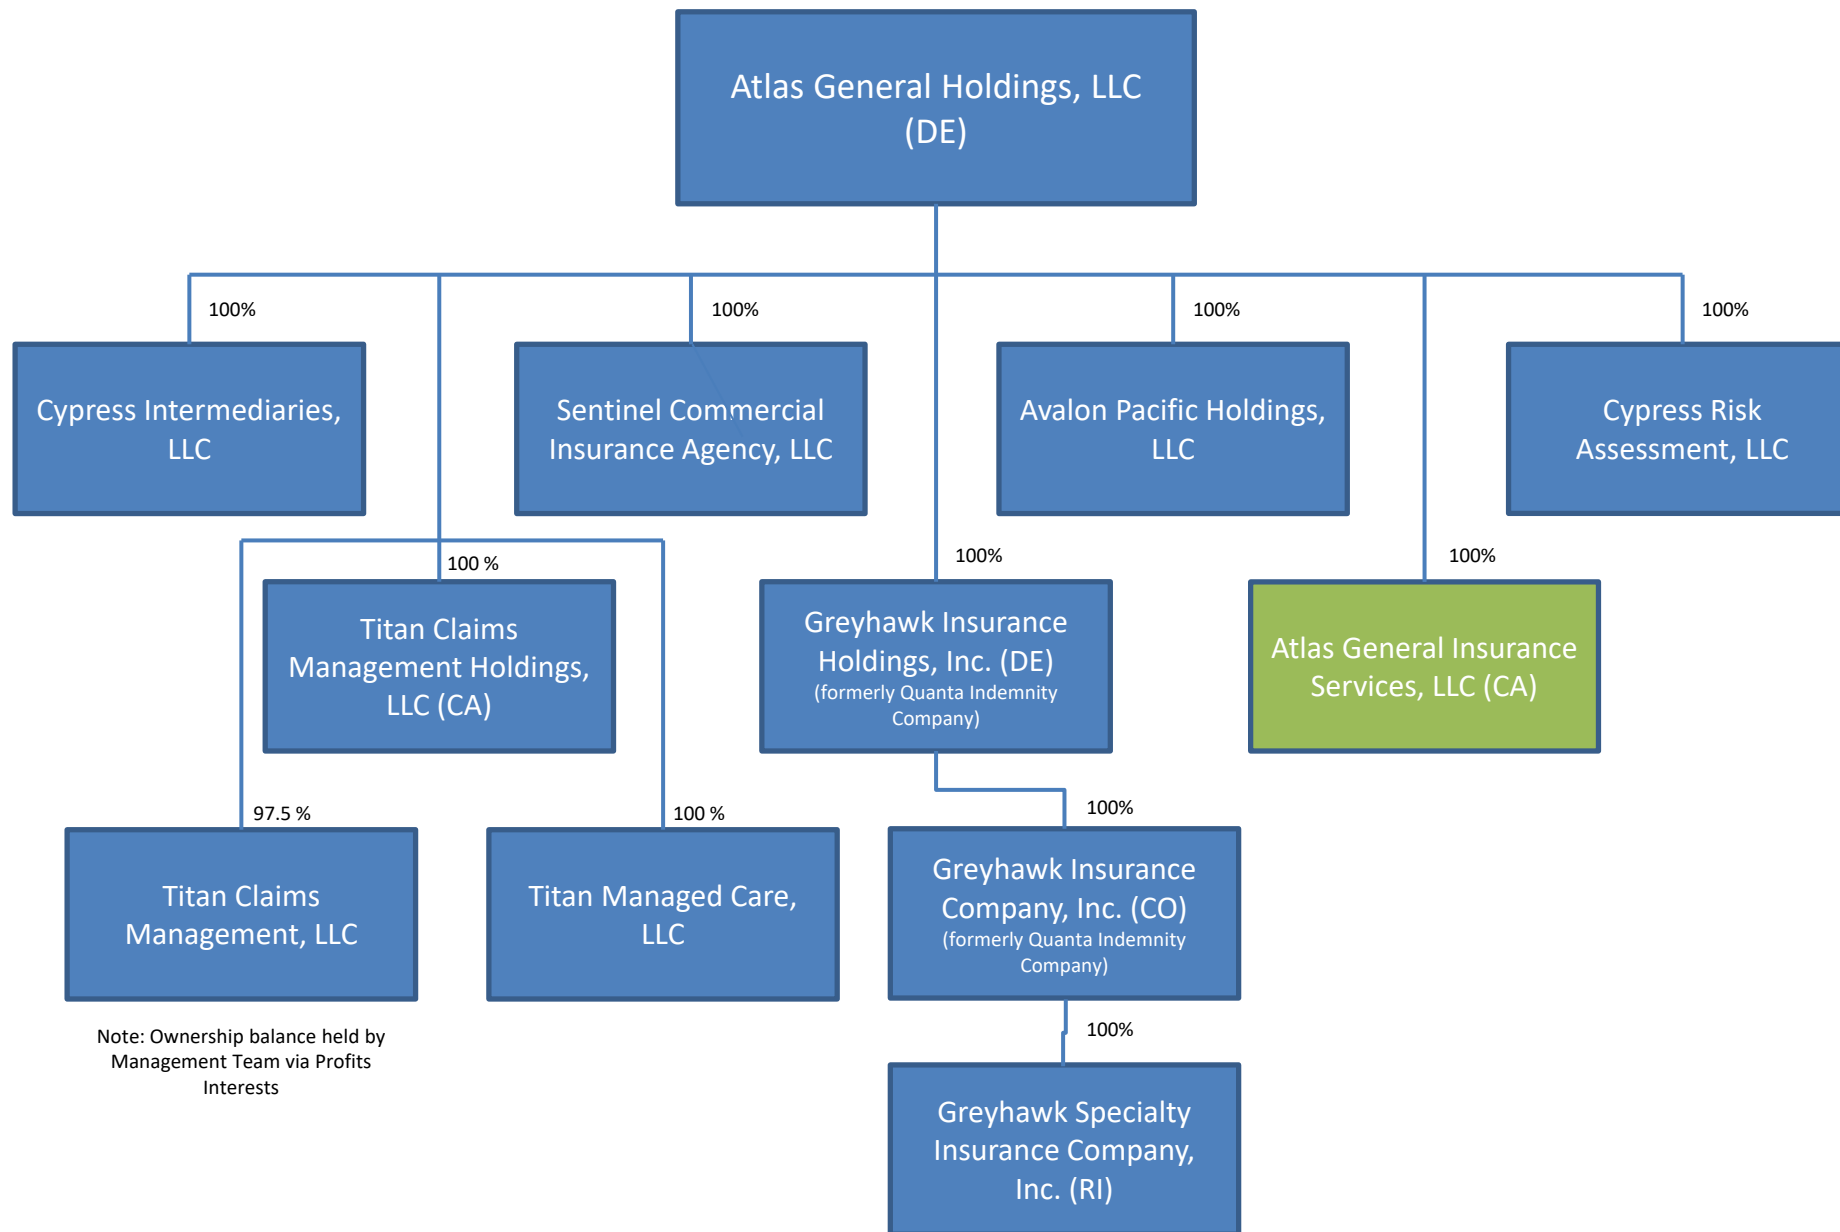 Atlas General Holdings, LLC
(DE)
100%
100%
100%
100%
Cypress Intermediaries,
LLC
Sentinel Commercial
Insurance Agency, LLC
Avalon Pacific Holdings,
LLC
Cypress Risk
Assessment, LLC
100 %
100%
100%
Titan Claims
Management Holdings,
LLC (CA)
Greyhawk Insurance
Holdings, Inc. (DE)
(formerly Quanta Indemnity
Company)
Atlas General Insurance
Services, LLC (CA)
97.5 %
100 %
100%
Titan Claims
Management, LLC
Titan Managed Care,
LLC
Greyhawk Insurance
Company, Inc. (CO)
(formerly Quanta Indemnity
Company)
Note: Ownership balance held by
Management Team via Profits
Interests
100%
Greyhawk Specialty
Insurance Company,
Inc. (RI)